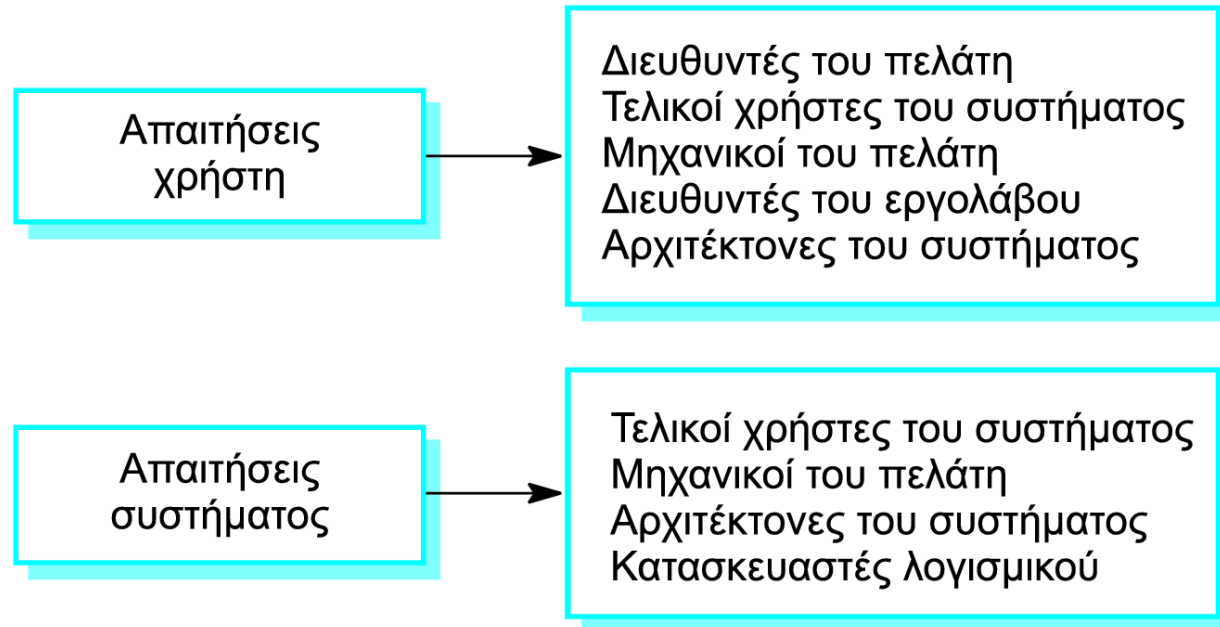 Απαιτήσεις
χρήστη
Διευθυντές του πελάτη
Τελικοί χρήστες του συστήματος
Μηχανικοί του πελάτη
Διευθυντές του εργολάβου
Αρχιτέκτονες του συστήματος
Απαιτήσεις
συστήματος
Τελικοί χρήστες του συστήματος
Μηχανικοί του πελάτη
Αρχιτέκτονες του συστήματος
Κατασκευαστές λογισμικού